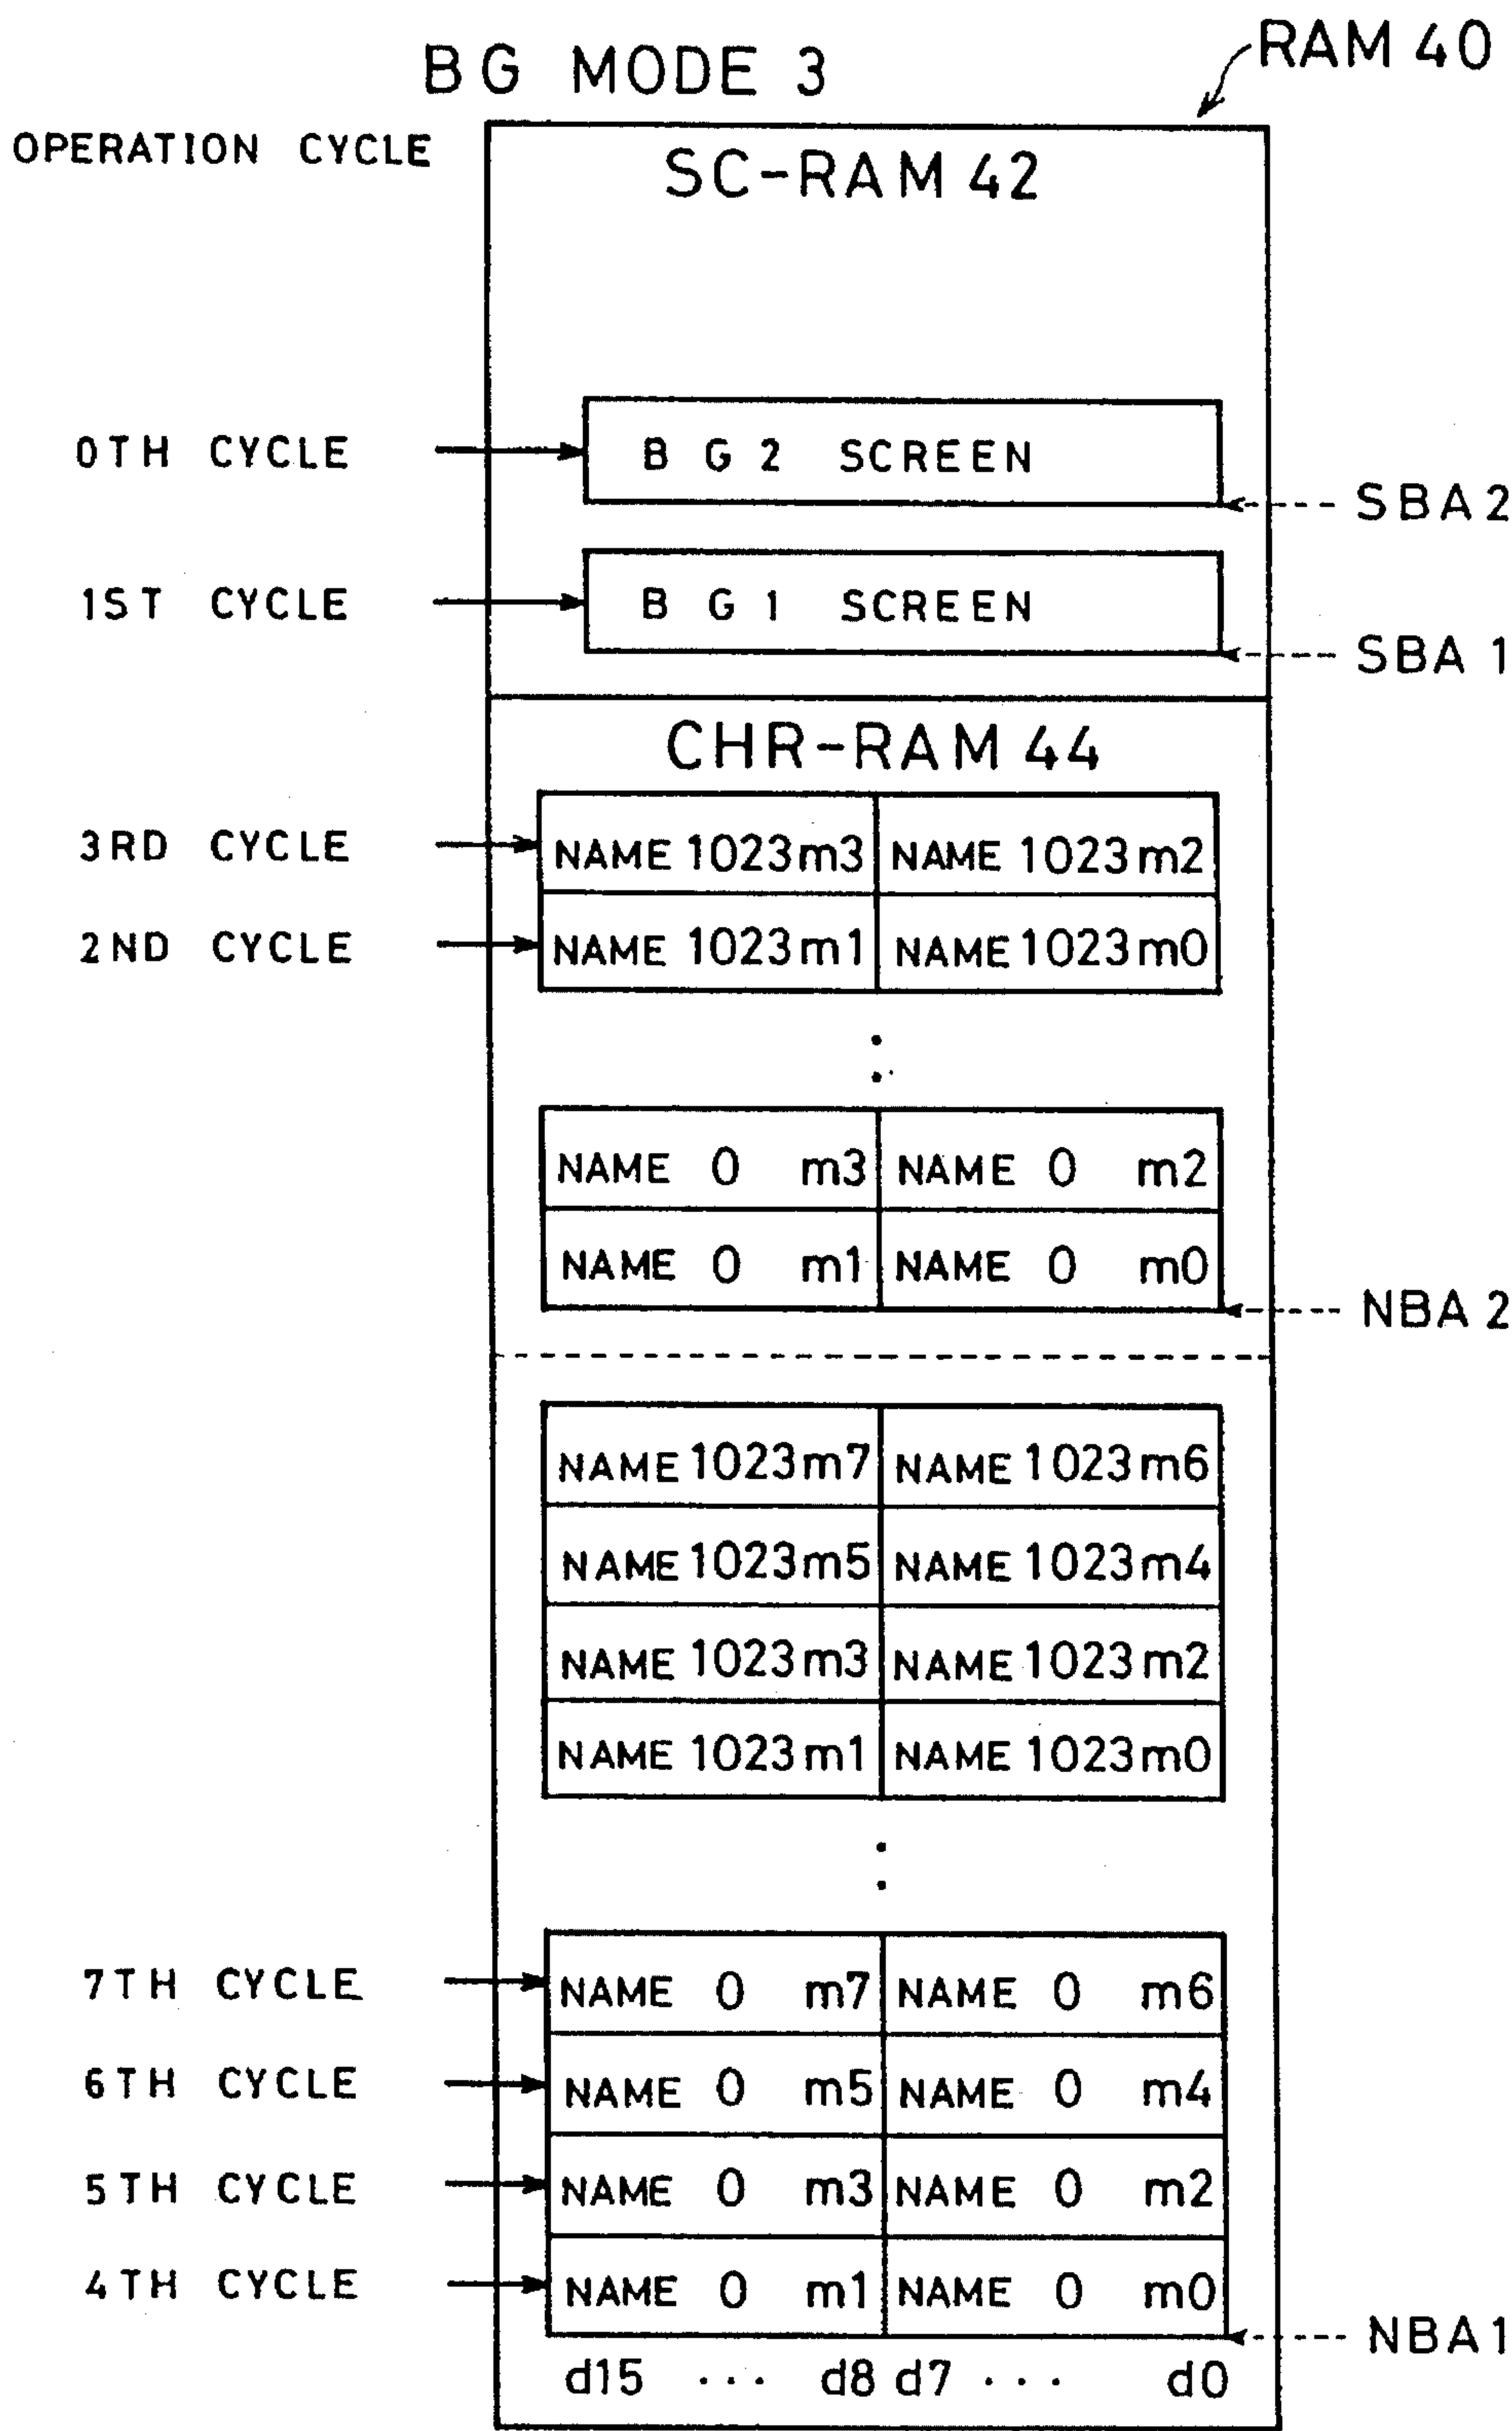 BG MODE 3
RAM 40
OPERATION CYCLE
SC-RAM 42
0TH CYCLE
BG2 SCREEN
SBA2
1ST CYCLE
BG1 SCREEN
SBA1
CHR-RAM 44
3RD CYCLE
NAME 1023m3 NAME 1023m2
2ND CYCLE
NAME 1023m1 NAME 1023m0
:
NAME 0 m3 NAME 0 m2
NAME 0 m1 NAME 0 m0
NBA2
NAME 1023m7 NAME 1023m6
NAME 1023m5 NAME 1023m4
NAME 1023m3 NAME 1023m2
NAME 1023m1 NAME 1023m0
:
7TH CYCLE
NAME 0 m7 NAME 0 m6
6TH CYCLE
NAME 0 m5 NAME 0 m4
5TH CYCLE
NAME 0 m3 NAME 0 m2
4TH CYCLE
NAME 0 m1 NAME 0 m0
NBA1
d15 ... d8 d7 ... d0